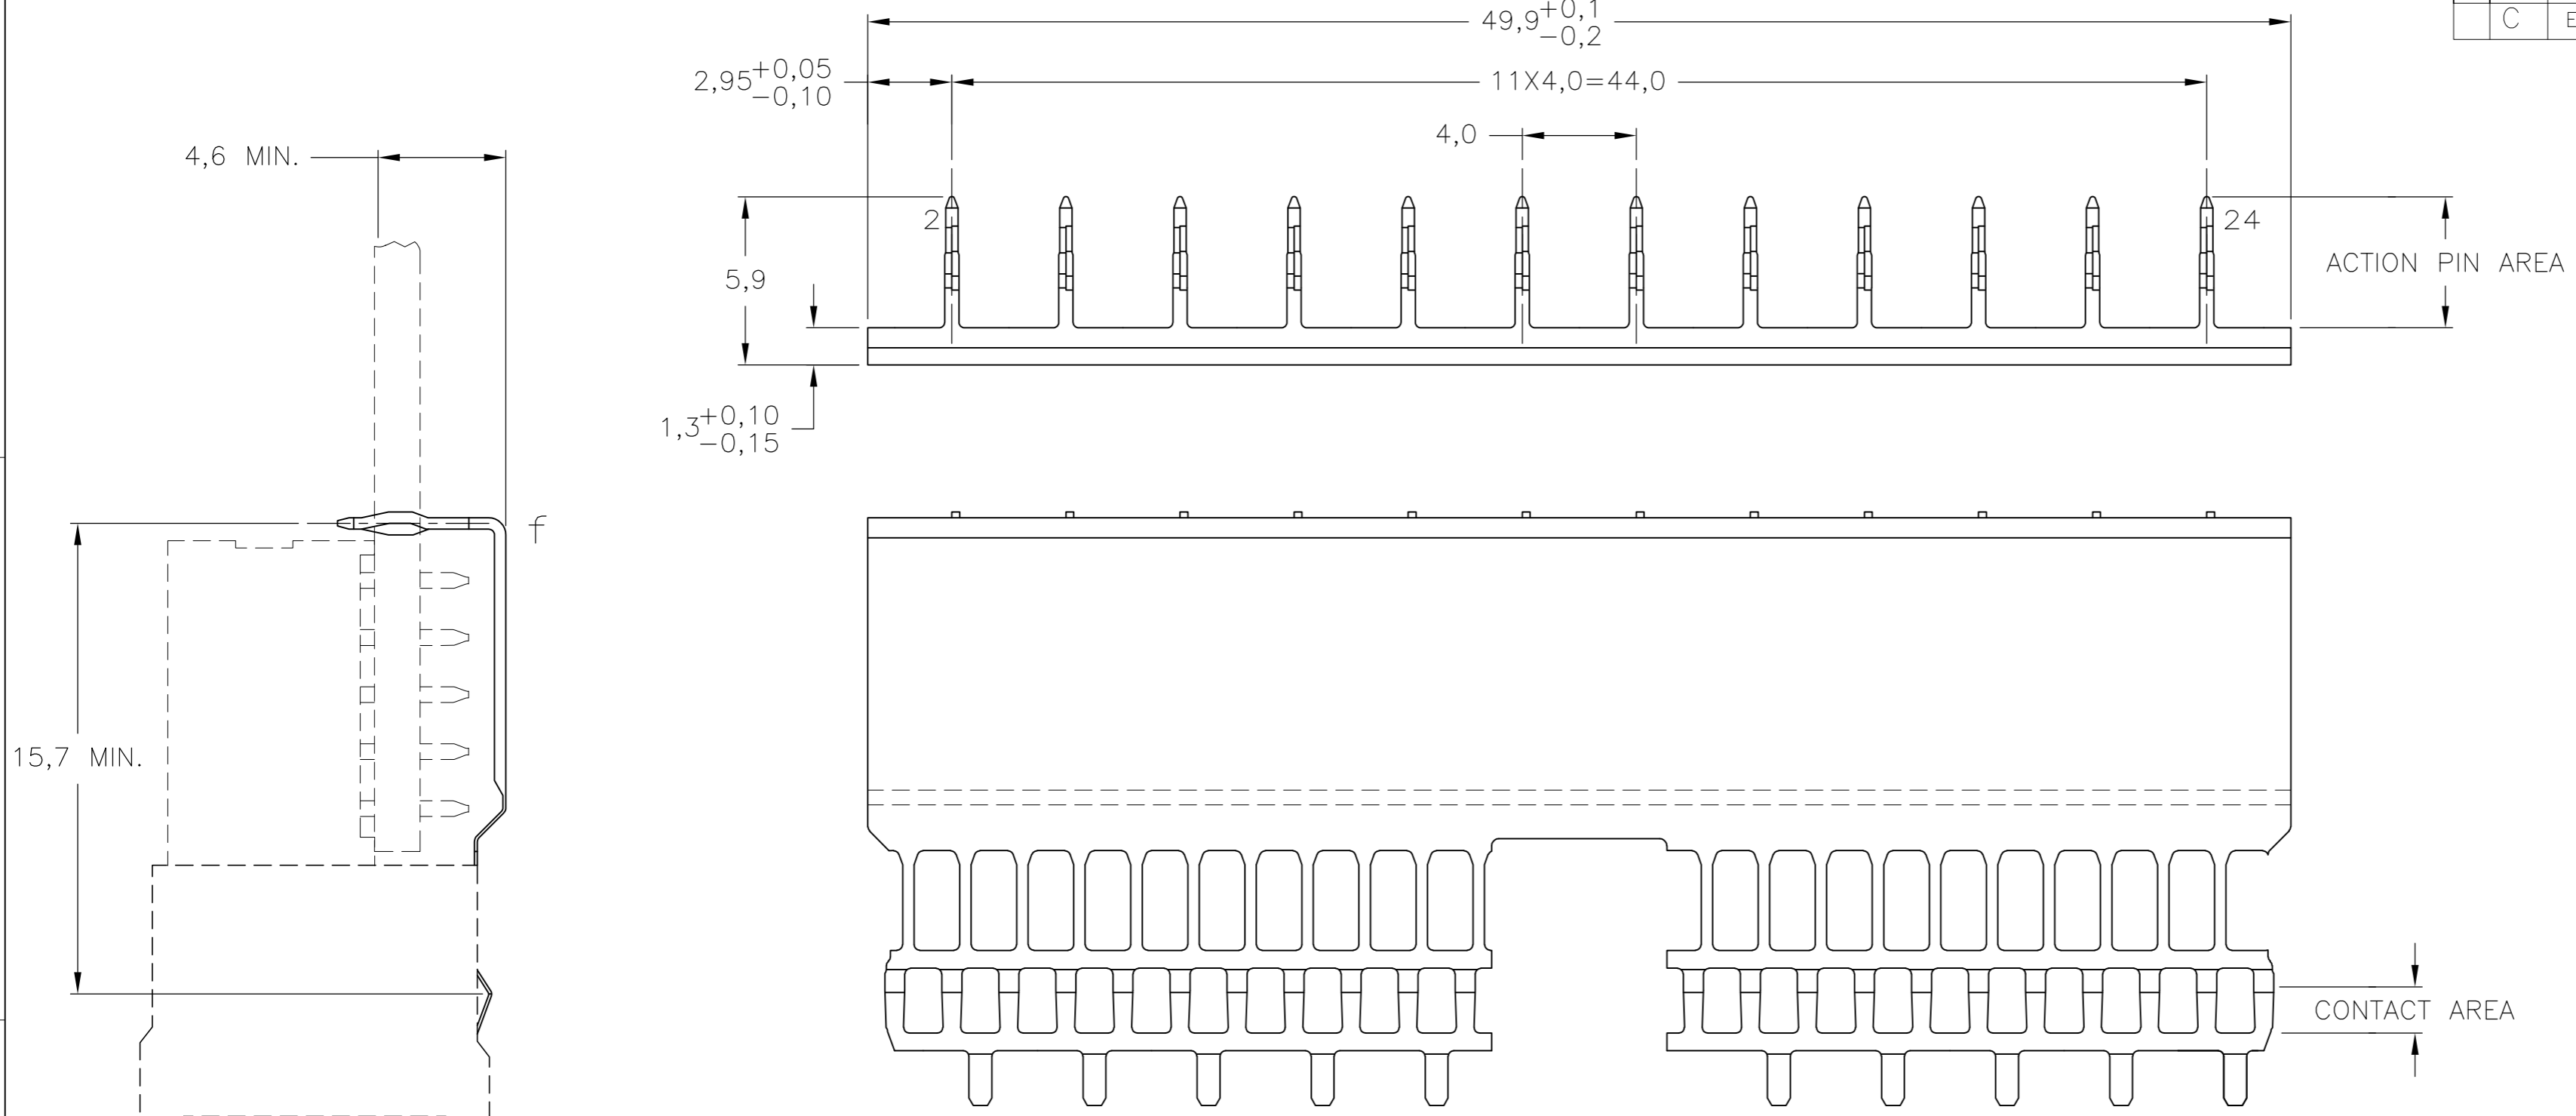 49,9+0,1
-0,2
C E
2,95+0,05
-0,10
11X4,0=44,0
4,0
4,6 MIN.
2
24
5,9
ACTION PIN AREA
1,3+0,10
-0,15
f
15,7 MIN.
CONTACT AREA